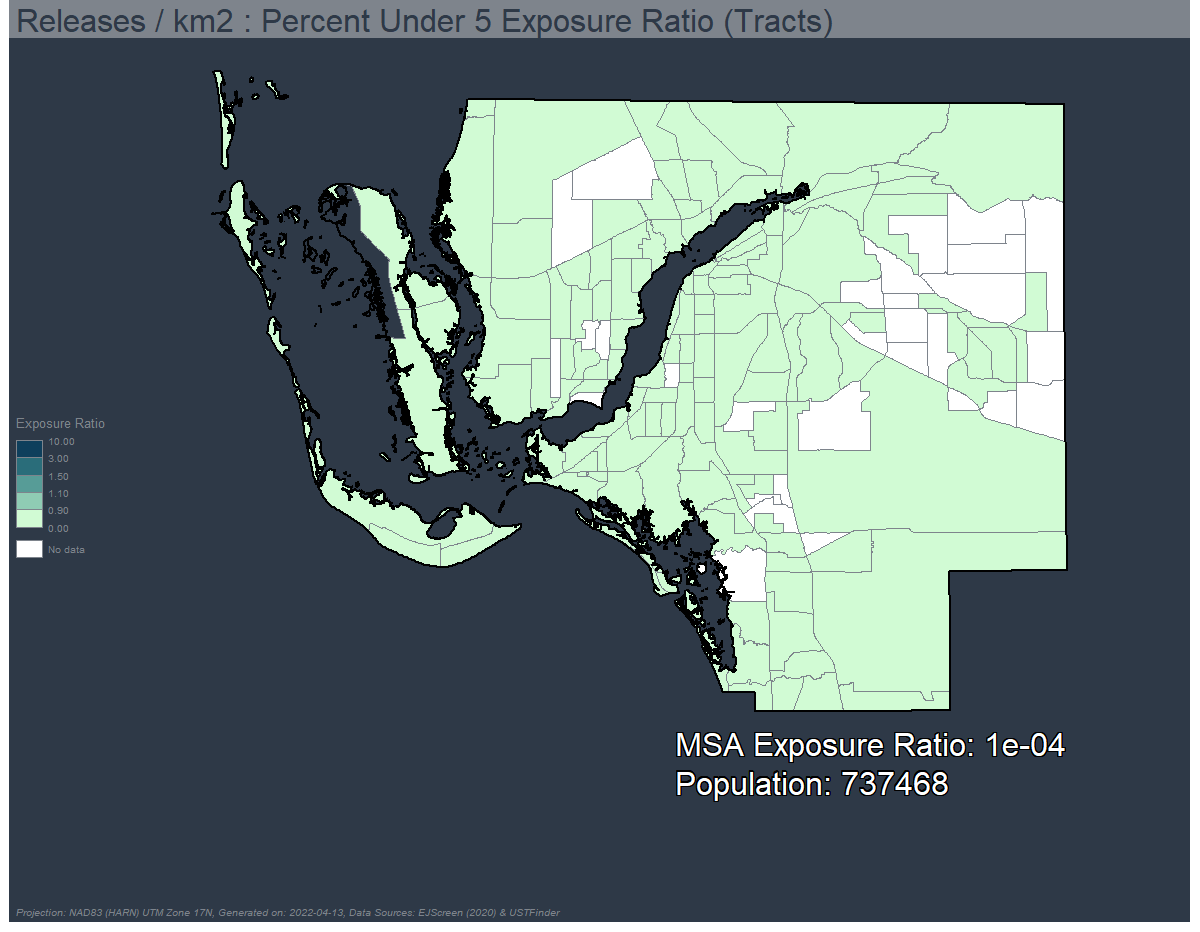 Releases / km2 : Percent Under 5 Exposure Ratio (Tracts)
Exposure Ratio
10.00
3.00
1.50
1.10
0.90
0.00
No data
MSA Exposure Ratio: 1e-04
Population: 737468
Projection: NAD83 (HARN) UTM Zone 17N, Generated on: 2022-04-13, Data Sources: EJScreen (2020) & USTFinder